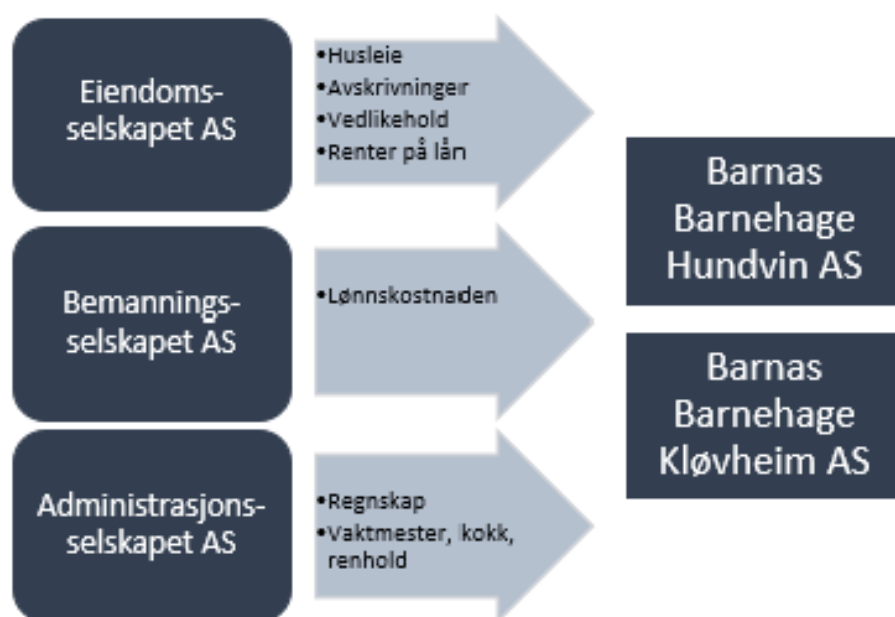 Eiendoms-
selskapet AS
•Husleie
•Avskrivninger
•Vedlikehold
•Renter på lån
Bemannings-
selskapet AS
•Lønnskostnaden
Administrasjons-
selskapet AS
•Regnskap
•Vaktmester, kokk,
renhold
Barnas
Barnehage
Hundvin AS
Barnas
Barnehage
Kløvheim AS